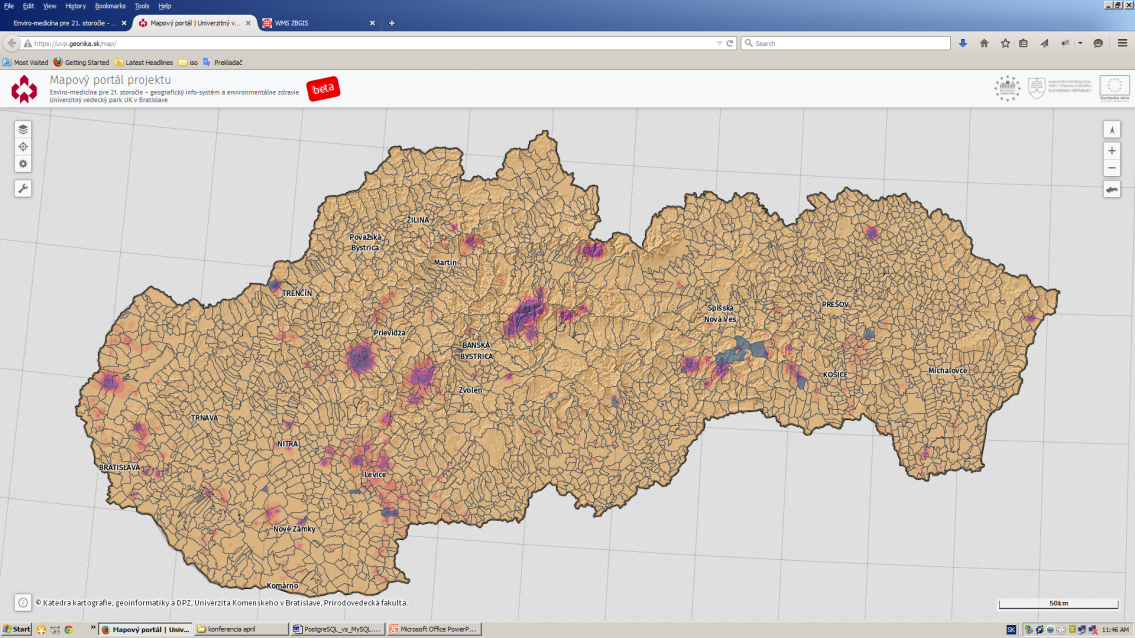 File Edit View History Bookmarks Tools Help
Enviro-medicína pre 21. storočie - ... × Mapový portál | Univerzitný v... × WMS ZBGIS × +
https://uvp.geonika.sk/map/ Search
Most Visited Getting Started Latest Headlines iso Prekladač
Mapový portál projektu
Enviro-medicína pre 21. storočie – geografický info-systém a environmentálne zdravie
Univerzitný vedecký park UK v Bratislave
beta
ŽILINA
Považská
Bystrica
Martin
TRENČÍN
Spišská
Nová Ves
PREŠOV
Prievidza
BANSKÁ
BYSTRICA
Zvolen
KOŠICE
Michalovce
TRNAVA
NITRA
BRATISLAVA
Levice
Nové Zámky
Komárno
© Katedra kartografie, geoinformatiky a DPZ, Univerzita Komenskeho v Bratislave, Prírodovedecká fakulta.
50km
Start » Mapový portál | Univ... konferencia april PostgreSQL_vs_MySQL.... Microsoft Office PowerP... SK 11:46 AM